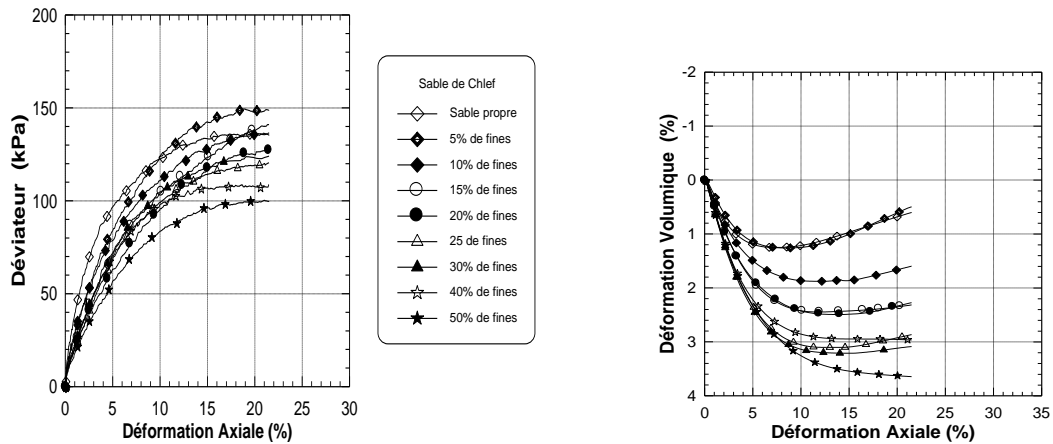 200
150
100
50
0
Déviateur (kPa)
0 5 10 15 20 25 30
Déformation Axiale (%)
Sable de Chlef
Sable propre
5% de fines
10% de fines
15% de fines
20% de fines
25 de fines
30% de fines
40% de fines
50% de fines
-2
-1
0
1
2
3
4
Déformation Volumique (%)
0 5 10 15 20 25 30 35
Déformation Axiale (%)